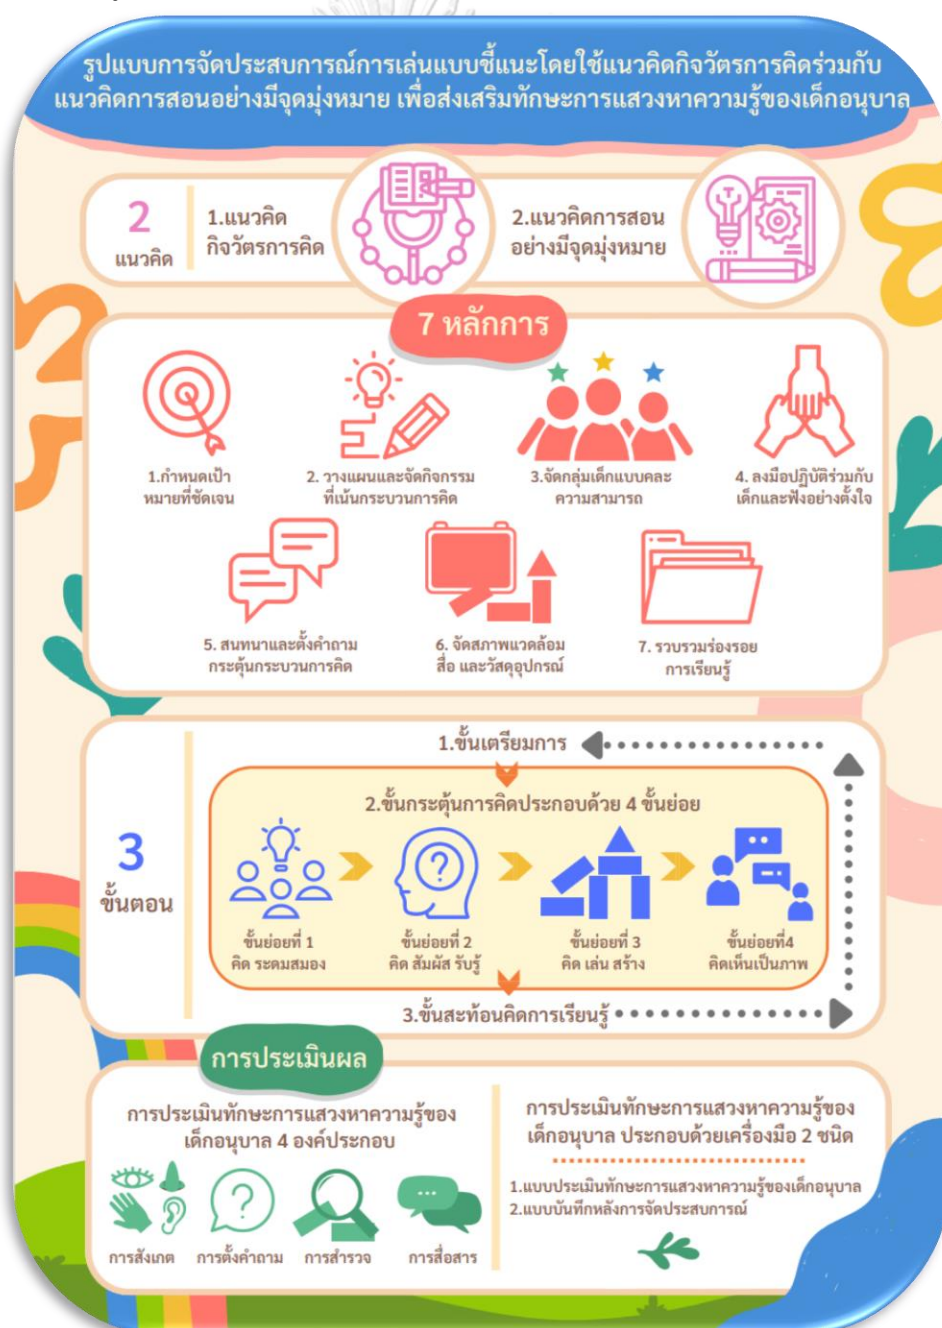 รูปแบบการจัดประสบการณ์การเล่นแบบชี้แนะโดยใช้แนวคิดกิจวัตรการคิดร่วมกับ
แนวคิดการสอนอย่างมีจุดมุ่งหมาย เพื่อส่งเสริมทักษะการแสวงหาความรู้ของเด็กอนุบาล
2
แนวคิด
1.แนวคิด
กิจวัตรการคิด
2.แนวคิดการสอน
อย่างมีจุดมุ่งหมาย
7 หลักการ
1.กำหนดเป้า
หมายที่ชัดเจน
2. วางแผนและจัดกิจกรรม
ที่เน้นกระบวนการคิด
3.จัดกลุ่มเด็กแบบคละ
ความสามารถ
4. ลงมือปฏิบัติร่วมกับ
เด็กและฟังอย่างตั้งใจ
5. สนทนาและตั้งคำถาม
กระตุ้นกระบวนการคิด
6. จัดสภาพแวดล้อม
สื่อ และวัสดุอุปกรณ์
7. รวบรวมร่องรอย
การเรียนรู้
3
ขั้นตอน
1.ขั้นเตรียมการ
2.ขั้นกระตุ้นการคิดประกอบด้วย 4 ขั้นย่อย
ขั้นย่อยที่ 1
คิด ระดมสมอง
ขั้นย่อยที่ 2
คิด สัมผัส รับรู้
ขั้นย่อยที่ 3
คิด เล่น สร้าง
ขั้นย่อยที่4
คิดเห็นเป็นภาพ
3.ขั้นสะท้อนคิดการเรียนรู้
การประเมินผล
การประเมินทักษะการแสวงหาความรู้ของ
เด็กอนุบาล 4 องค์ประกอบ
การสังเกต
การตั้งคำถาม
การสำรวจ
การสื่อสาร
การประเมินทักษะการแสวงหาความรู้ของ
เด็กอนุบาล ประกอบด้วยเครื่องมือ 2 ชนิด
1.แบบประเมินทักษะการแสวงหาความรู้ของเด็กอนุบาล
2.แบบบันทึกหลังการจัดประสบการณ์